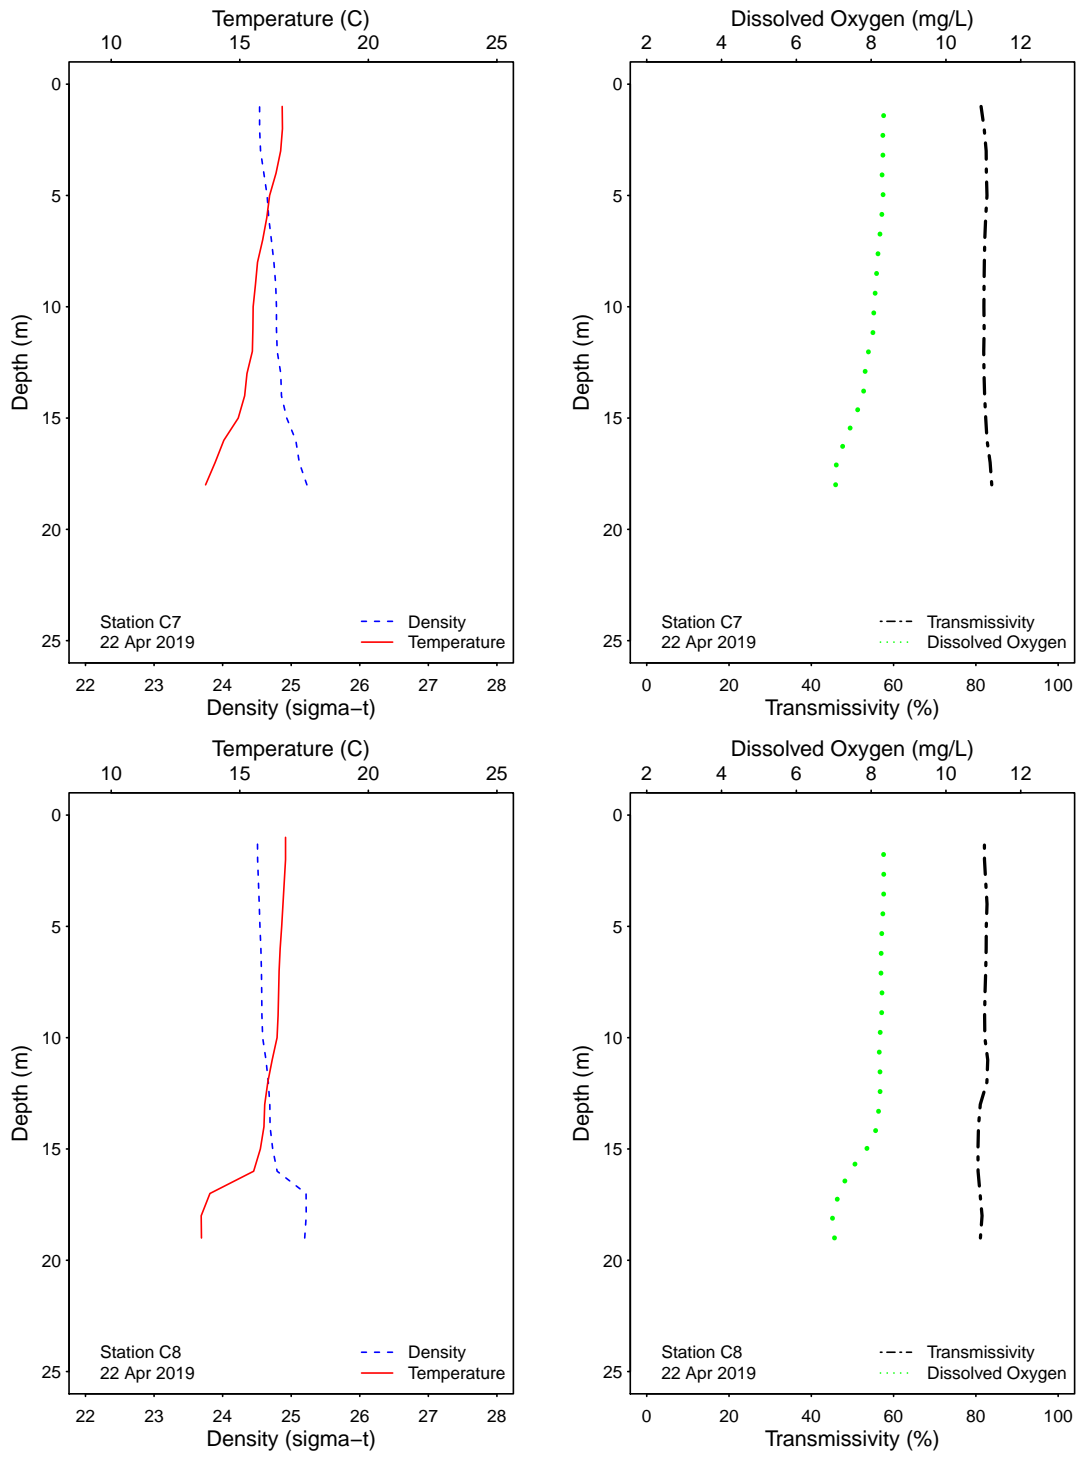 Temperature (C)
10 15 20 25
0
5
10
15
20
25
Depth (m)
Station C7
22 Apr 2019
Density
Temperature
22 23 24 25 26 27 28
Density (sigma−t)
Dissolved Oxygen (mg/L)
2 4 6 8 10 12
0
5
10
15
20
25
Depth (m)
Station C7
22 Apr 2019
Transmissivity
Dissolved Oxygen
0 20 40 60 80 100
Transmissivity (%)
Temperature (C)
10 15 20 25
0
5
10
15
20
25
Depth (m)
Station C8
22 Apr 2019
Density
Temperature
22 23 24 25 26 27 28
Density (sigma−t)
Dissolved Oxygen (mg/L)
2 4 6 8 10 12
0
5
10
15
20
25
Depth (m)
Station C8
22 Apr 2019
Transmissivity
Dissolved Oxygen
0 20 40 60 80 100
Transmissivity (%)